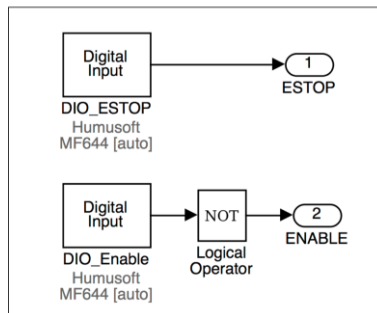 Digital
Input
1
DIO_ESTOP
ESTOP
Humusoft
MF644 [auto]
Digital
Input
NOT
2
DIO_Enable
Logical
Operator
ENABLE
Humusoft
MF644 [auto]